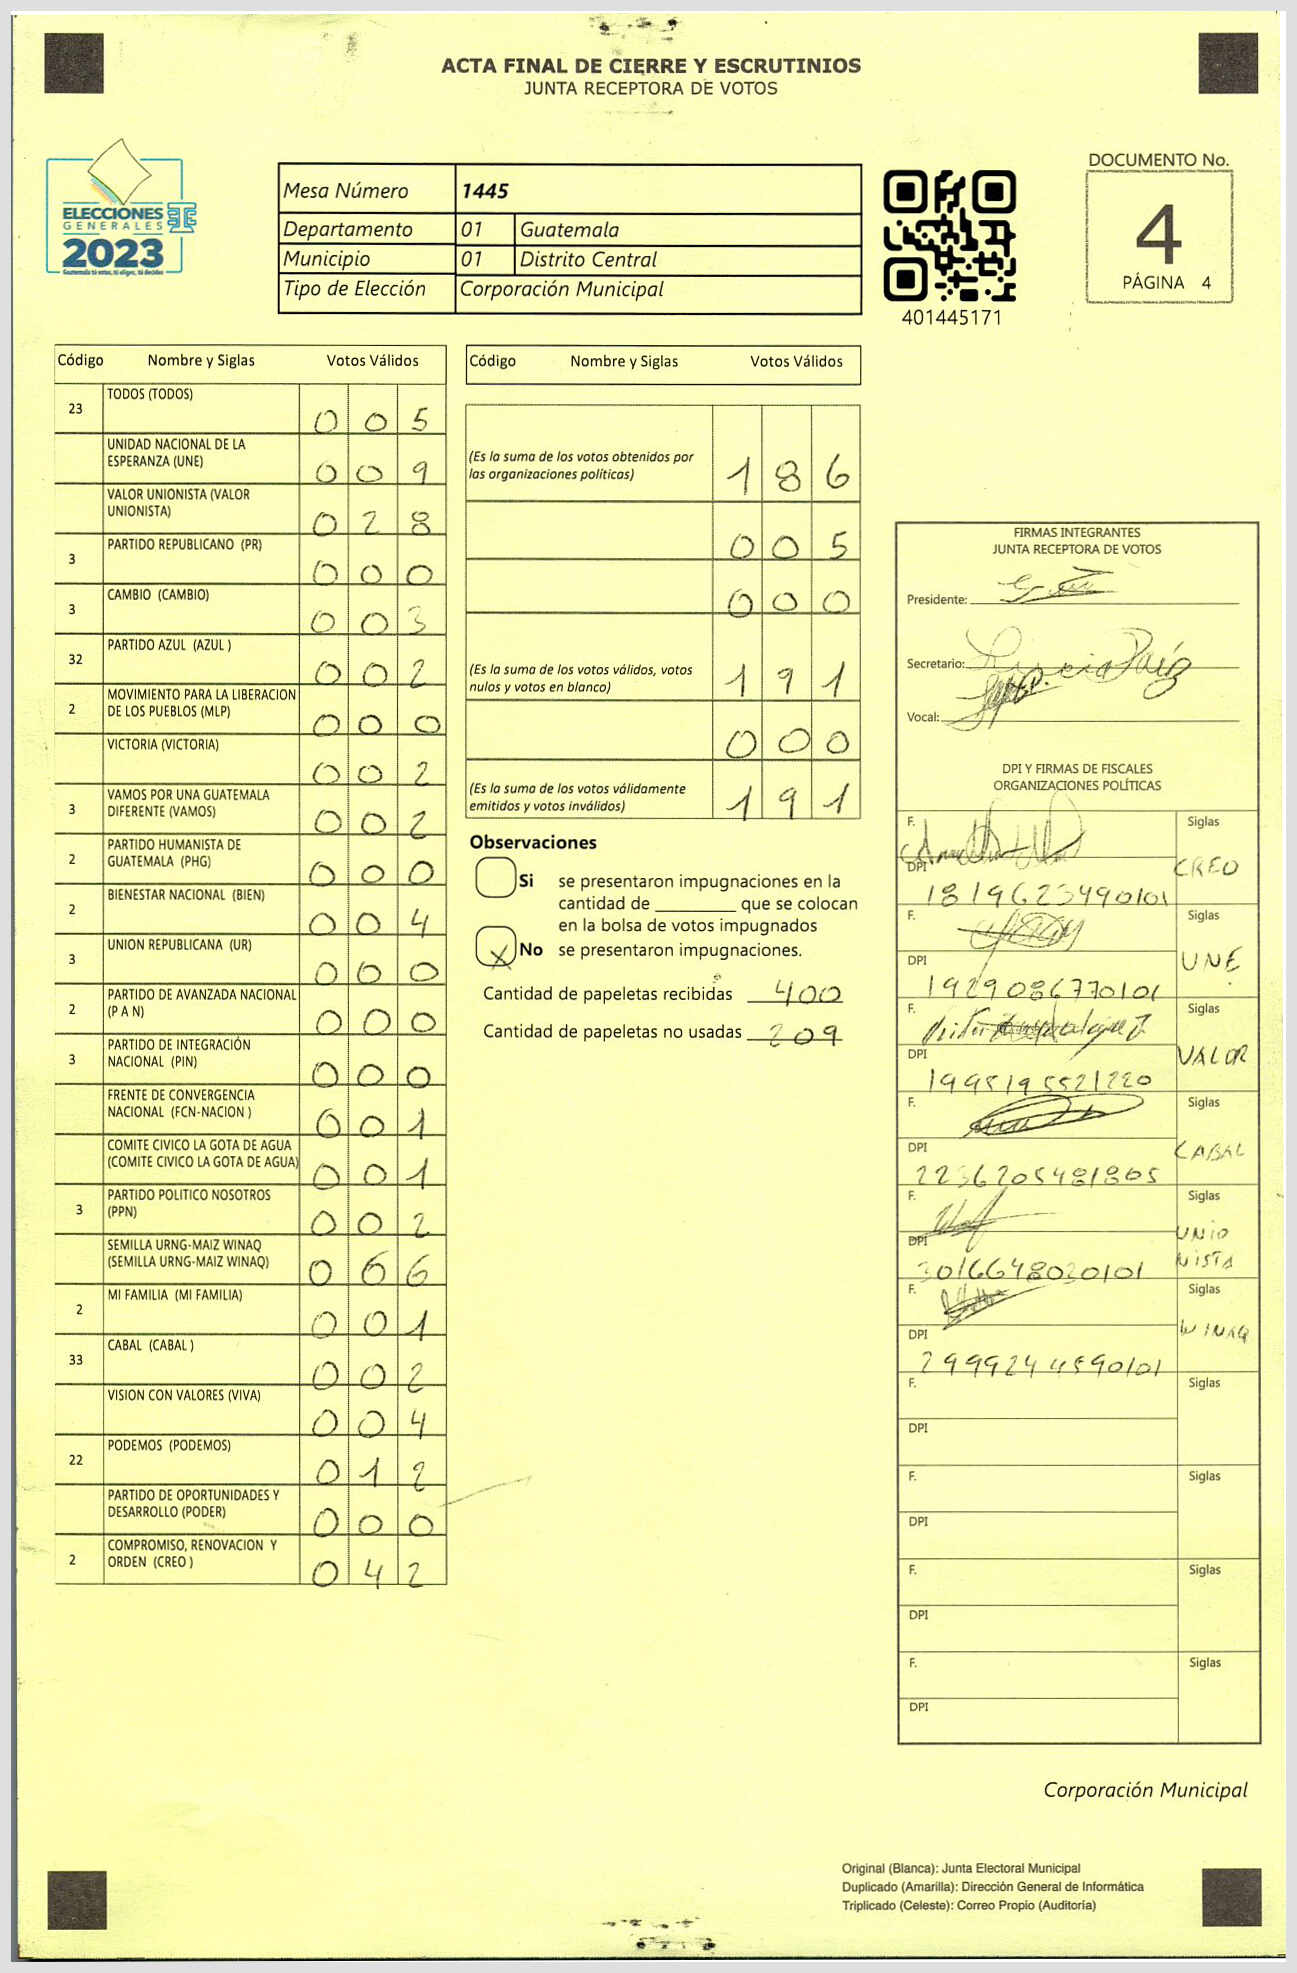 ACTA FINAL DE CIERRE Y ESCRUTINIOS
JUNTA RECEPTORA DE VOTOS
ELECCIONES
GENERALES
2023
Guatemala tú votas, tú eliges, tú decides
Mesa Número 1445
Departamento 01 Guatemala
Municipio 01 Distrito Central
Tipo de Elección Corporación Municipal
401445171
DOCUMENTO No.
4
PÁGINA 4
Código Nombre y Siglas Votos Válidos
23 TODOS (TODOS) 0 0 5
UNIDAD NACIONAL DE LA
ESPERANZA (UNE) 0 0 9
VALOR UNIONISTA (VALOR
UNIONISTA) 0 2 8
3 PARTIDO REPUBLICANO (PR) 0 0 0
3 CAMBIO (CAMBIO) 0 0 3
32 PARTIDO AZUL (AZUL ) 0 0 2
2 MOVIMIENTO PARA LA LIBERACION
DE LOS PUEBLOS (MLP) 0 0 0
VICTORIA (VICTORIA) 0 0 2
3 VAMOS POR UNA GUATEMALA
DIFERENTE (VAMOS) 0 0 2
2 PARTIDO HUMANISTA DE
GUATEMALA (PHG) 0 0 0
2 BIENESTAR NACIONAL (BIEN) 0 0 4
3 UNION REPUBLICANA (UR) 0 0 0
2 PARTIDO DE AVANZADA NACIONAL
(P A N) 0 0 0
3 PARTIDO DE INTEGRACIÓN
NACIONAL (PIN) 0 0 0
FRENTE DE CONVERGENCIA
NACIONAL (FCN-NACION ) 0 0 1
COMITE CIVICO LA GOTA DE AGUA
(COMITE CIVICO LA GOTA DE AGUA) 0 0 1
3 PARTIDO POLITICO NOSOTROS
(PPN) 0 0 2
SEMILLA URNG-MAIZ WINAQ
(SEMILLA URNG-MAIZ WINAQ) 0 6 6
2 MI FAMILIA (MI FAMILIA) 0 0 1
33 CABAL (CABAL ) 0 0 2
VISION CON VALORES (VIVA) 0 0 4
22 PODEMOS (PODEMOS) 0 1 2
PARTIDO DE OPORTUNIDADES Y
DESARROLLO (PODER) 0 0 0
2 COMPROMISO, RENOVACION Y
ORDEN (CREO ) 0 4 2
Código Nombre y Siglas Votos Válidos
(Es la suma de los votos obtenidos por
las organizaciones políticas) 1 8 6
0 0 5
0 0 0
(Es la suma de los votos válidos, votos
nulos y votos en blanco) 1 9 1
0 0 0
(Es la suma de los votos válidamente
emitidos y votos inválidos) 1 9 1
Observaciones
Si se presentaron impugnaciones en la
cantidad de ________ que se colocan
en la bolsa de votos impugnados
X No se presentaron impugnaciones.
Cantidad de papeletas recibidas 400
Cantidad de papeletas no usadas 209
FIRMAS INTEGRANTES
JUNTA RECEPTORA DE VOTOS
Presidente:
Secretario: Paíz
Vocal:
DPI Y FIRMAS DE FISCALES
ORGANIZACIONES POLÍTICAS
F. Siglas
CREO
DPI 1819623490101
F. Siglas
UNE
DPI 1929086770101
F. Siglas
VALOR
DPI 1995195521220
F. Siglas
CABAL
DPI 2236205481805
F. Siglas
UNIO
NISTA
DPI 3016648030101
F. Siglas
WINAQ
DPI 2999244590101
F. Siglas
DPI
F. Siglas
DPI
F. Siglas
DPI
F. Siglas
DPI
Corporación Municipal
Original (Blanca): Junta Electoral Municipal
Duplicado (Amarilla): Dirección General de Informática
Triplicado (Celeste): Correo Propio (Auditoría)